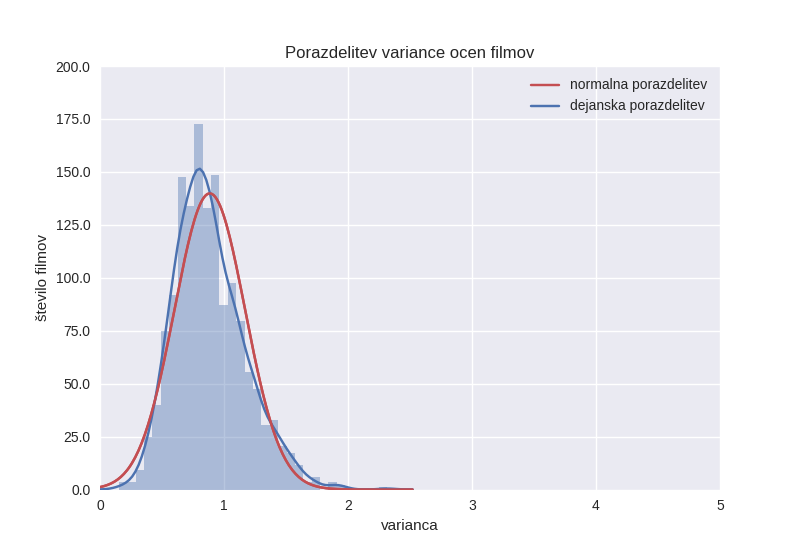 Porazdelitev variance ocen filmov
normalna porazdelitev
dejanska porazdelitev
200.0
175.0
150.0
125.0
100.0
75.0
50.0
25.0
0.0
število filmov
0 1 2 3 4 5
varianca